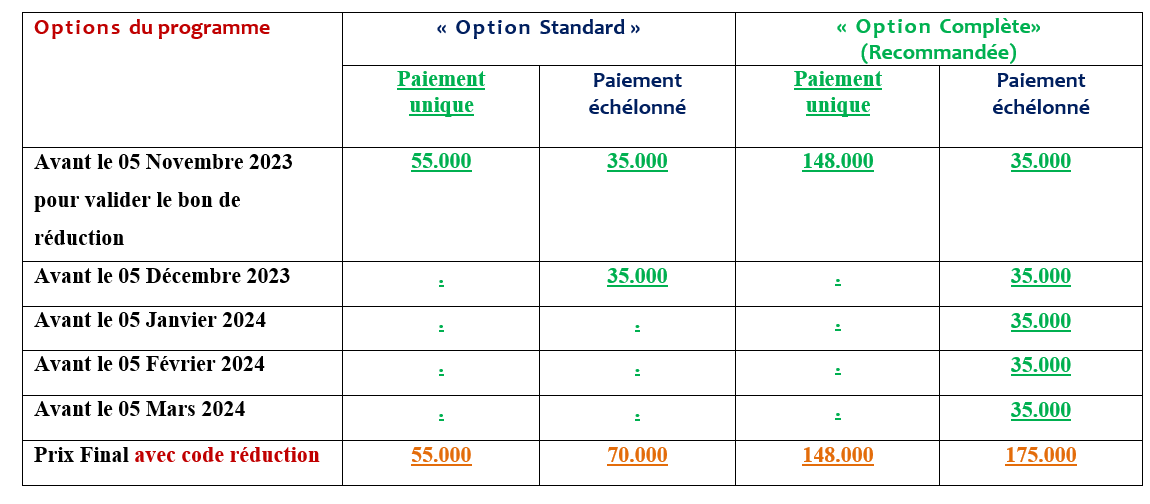 Options du programme
« Option Standard »
« Option Complète»
(Recommandée)
Paiement
unique
Paiement
échélonné
Paiement
unique
Paiement
échélonné
Avant le 05 Novembre 2023
pour valider le bon de
réduction
55.000
35.000
148.000
35.000
Avant le 05 Décembre 2023
.
35.000
.
35.000
Avant le 05 Janvier 2024
.
.
.
35.000
Avant le 05 Février 2024
.
.
.
35.000
Avant le 05 Mars 2024
.
.
.
35.000
Prix Final avec code réduction
55.000
70.000
148.000
175.000